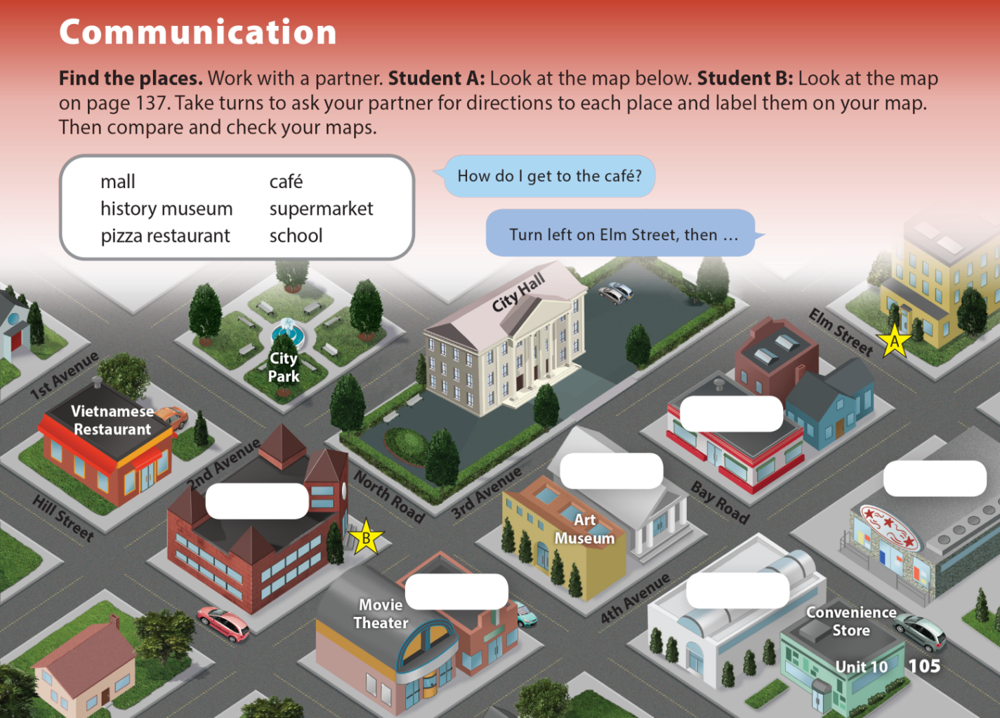 Communication
Find the places. Work with a partner. Student A: Look at the map below. Student B: Look at the map
on page 137. Take turns to ask your partner for directions to each place and label them on your map.
Then compare and check your maps.
mall
café
history museum
supermarket
pizza restaurant
school
How do I get to the café?
Turn left on Elm Street, then ...
City Hall
Elm Street
A
City
Park
1st Avenue
Vietnamese
Restaurant
2nd Avenue
North Road
3rd Avenue
Bay Road
Hill Street
B
Art
Museum
4th Avenue
Movie
Theater
Convenience
Store
Unit 10 105